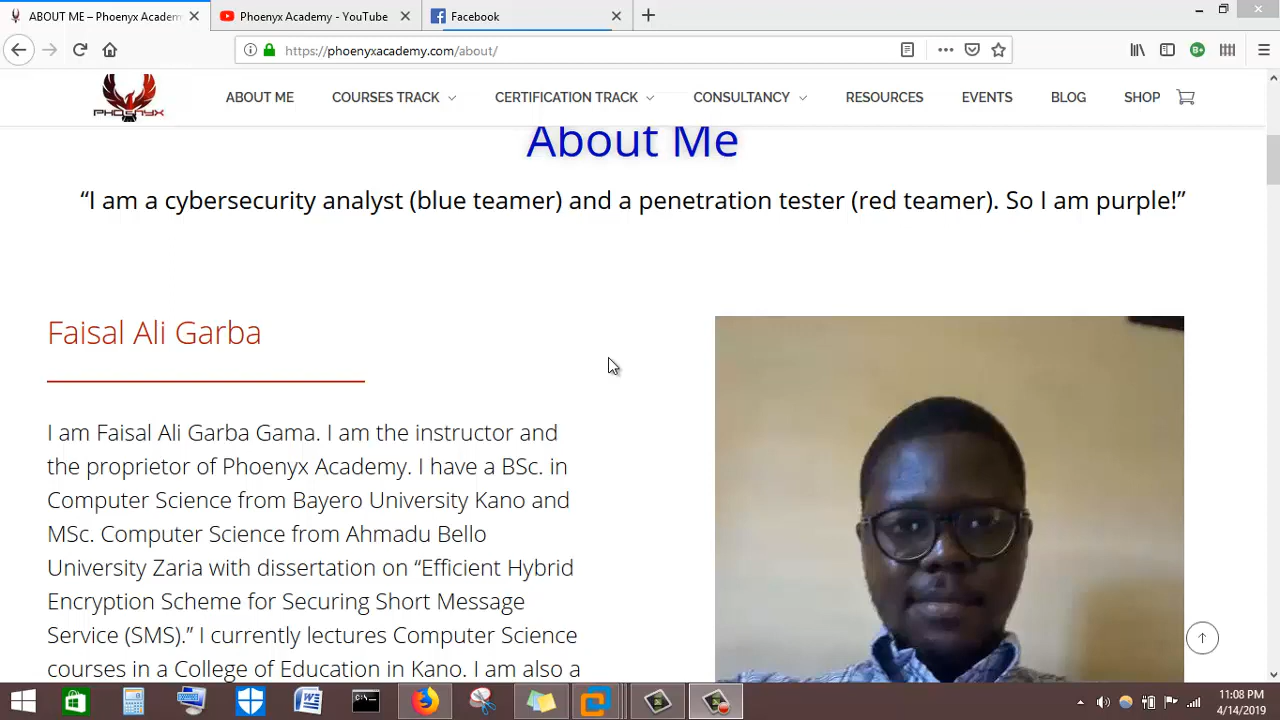 ABOUT ME – Phoenyx Academ
Phoenyx Academy - YouTube
Facebook
https://phoenyxacademy.com/about/
PHOENYX
ABOUT ME
COURSES TRACK
CERTIFICATION TRACK
CONSULTANCY
RESOURCES
EVENTS
BLOG
SHOP
About Me
“I am a cybersecurity analyst (blue teamer) and a penetration tester (red teamer). So I am purple!”
Faisal Ali Garba
I am Faisal Ali Garba Gama. I am the instructor and
the proprietor of Phoenyx Academy. I have a BSc. in
Computer Science from Bayero University Kano and
MSc. Computer Science from Ahmadu Bello
University Zaria with dissertation on “Efficient Hybrid
Encryption Scheme for Securing Short Message
Service (SMS).” I currently lectures Computer Science
courses in a College of Education in Kano. I am also a
11:08 PM
4/14/2019